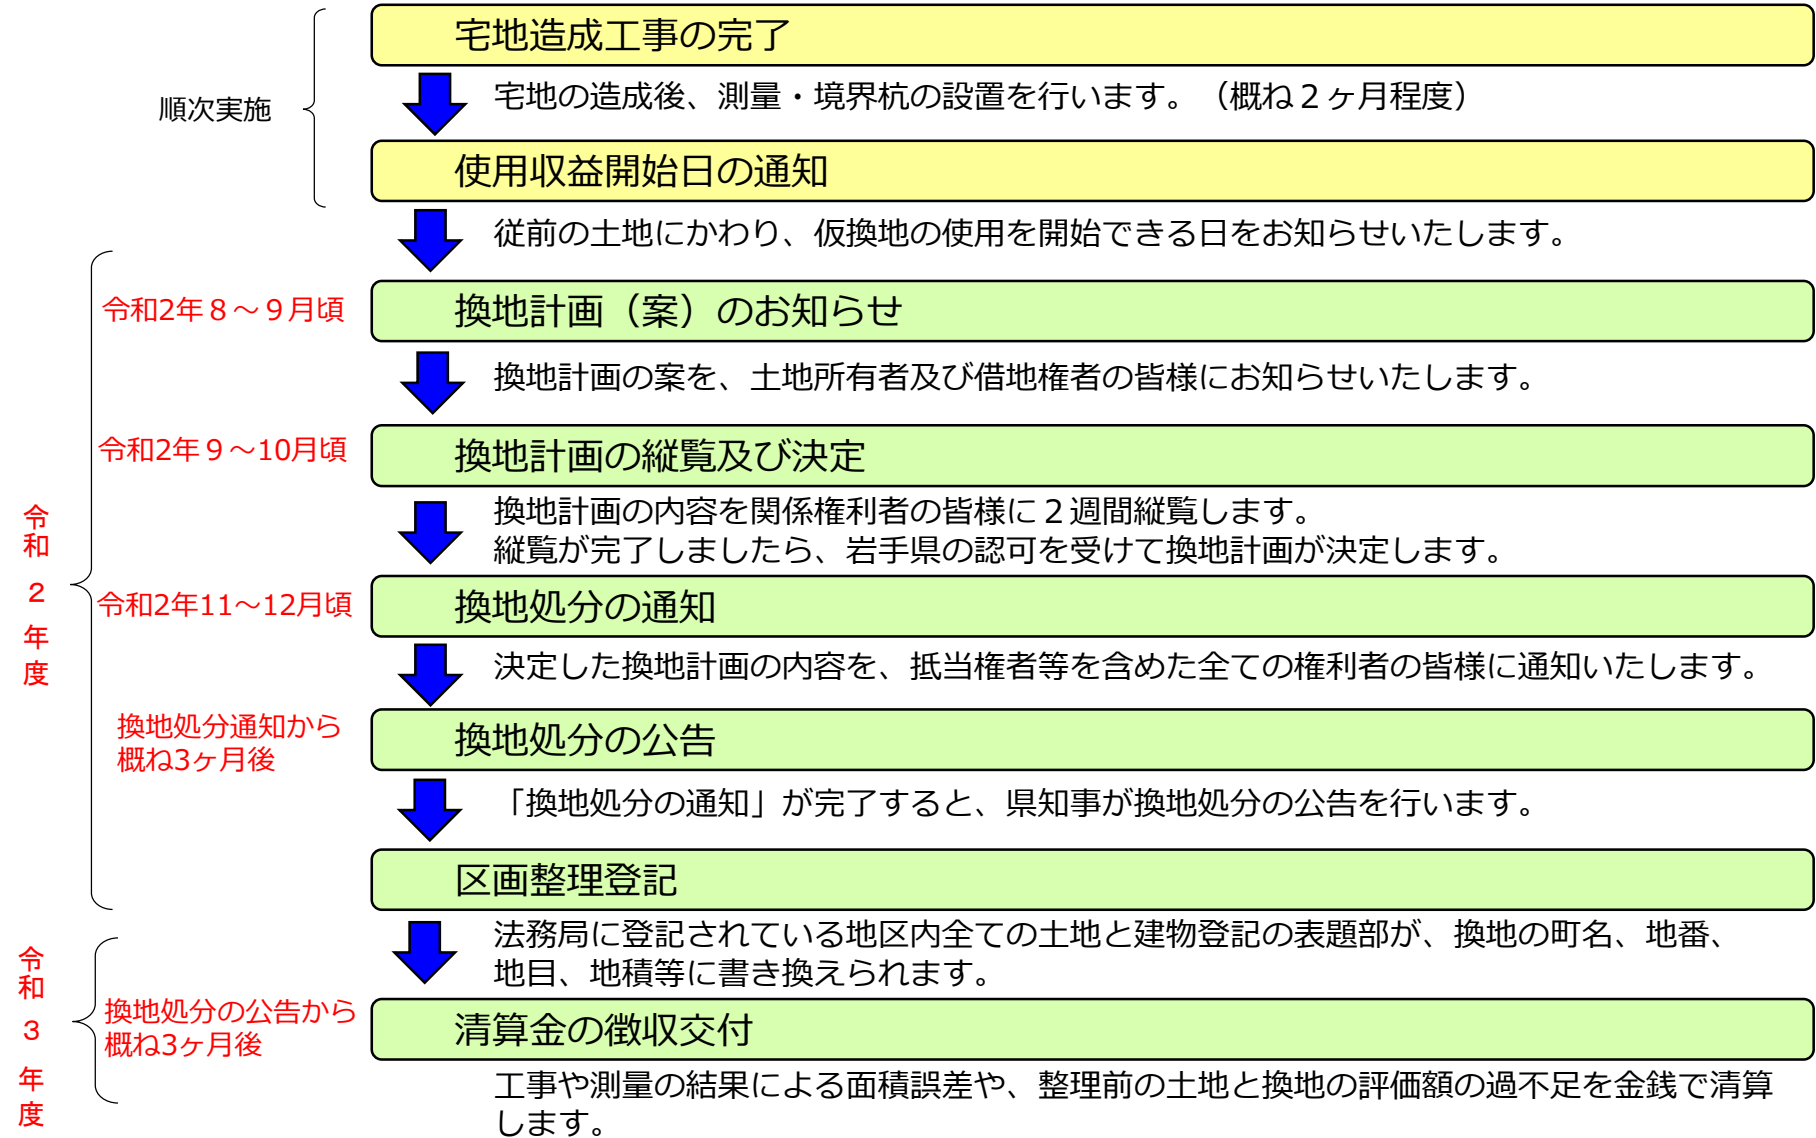 宅地造成工事の完了
順次実施
宅地の造成後、測量・境界杭の設置を行います。（概ね２ヶ月程度）
使用収益開始日の通知
従前の土地にかわり、仮換地の使用を開始できる日をお知らせいたします。
令和2年８～９月頃
換地計画（案）のお知らせ
換地計画の案を、土地所有者及び借地権者の皆様にお知らせいたします。
令和2年９～10月頃
換地計画の縦覧及び決定
換地計画の内容を関係権利者の皆様に２週間縦覧します。
縦覧が完了しましたら、岩手県の認可を受けて換地計画が決定します。
令和２年度
令和2年11～12月頃
換地処分の通知
決定した換地計画の内容を、抵当権者等を含めた全ての権利者の皆様に通知いたします。
換地処分通知から
概ね3ヶ月後
換地処分の公告
「換地処分の通知」が完了すると、県知事が換地処分の公告を行います。
区画整理登記
法務局に登記されている地区内全ての土地と建物登記の表題部が、換地の町名、地番、
地目、地積等に書き換えられます。
令和３年度
換地処分の公告から
概ね3ヶ月後
清算金の徴収交付
工事や測量の結果による面積誤差や、整理前の土地と換地の評価額の過不足を金銭で清算
します。